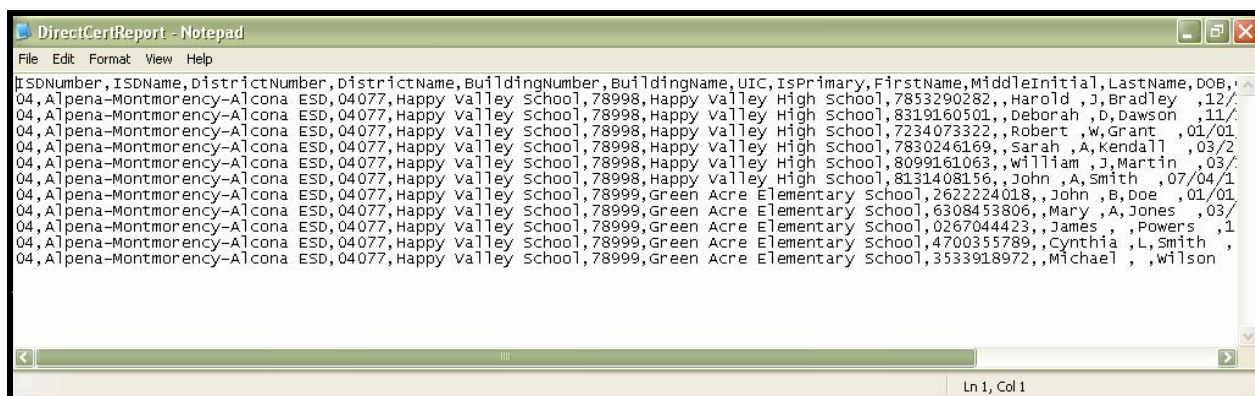 DirectCertReport - Notepad
File Edit Format View Help
ISDNumber,ISDName,DistrictNumber,DistrictName,BuildingNumber,BuildingName,UIC,IsPrimary,FirstName,MiddleInitial,LastName,DOB,
04,Alpena-Montmorency-Alcona ESD,04077,Happy Valley School,78998,Happy Valley High School,7853290282,,Harold ,J,Bradley ,12/
04,Alpena-Montmorency-Alcona ESD,04077,Happy Valley School,78998,Happy Valley High School,8319160501,,Deborah ,D,Dawson ,11/
04,Alpena-Montmorency-Alcona ESD,04077,Happy Valley School,78998,Happy Valley High School,7234073322,,Robert ,W,Grant ,01/01
04,Alpena-Montmorency-Alcona ESD,04077,Happy Valley School,78998,Happy Valley High School,7830246169,,Sarah ,A,Kendall ,03/2
04,Alpena-Montmorency-Alcona ESD,04077,Happy Valley School,78998,Happy Valley High School,8099161063,,William ,J,Martin ,03/
04,Alpena-Montmorency-Alcona ESD,04077,Happy Valley School,78998,Happy Valley High School,8131408156,,John ,A,Smith ,07/04/1
04,Alpena-Montmorency-Alcona ESD,04077,Happy Valley School,78999,Green Acre Elementary School,2622224018,,John ,B,Doe ,01/01
04,Alpena-Montmorency-Alcona ESD,04077,Happy Valley School,78999,Green Acre Elementary School,6308453806,,Mary ,A,Jones ,03/
04,Alpena-Montmorency-Alcona ESD,04077,Happy Valley School,78999,Green Acre Elementary School,0267044423,,James , ,Powers ,1
04,Alpena-Montmorency-Alcona ESD,04077,Happy Valley School,78999,Green Acre Elementary School,4700355789,,Cynthia ,L,Smith ,
04,Alpena-Montmorency-Alcona ESD,04077,Happy Valley School,78999,Green Acre Elementary School,3533918972,,Michael , ,Wilson
Ln 1, Col 1